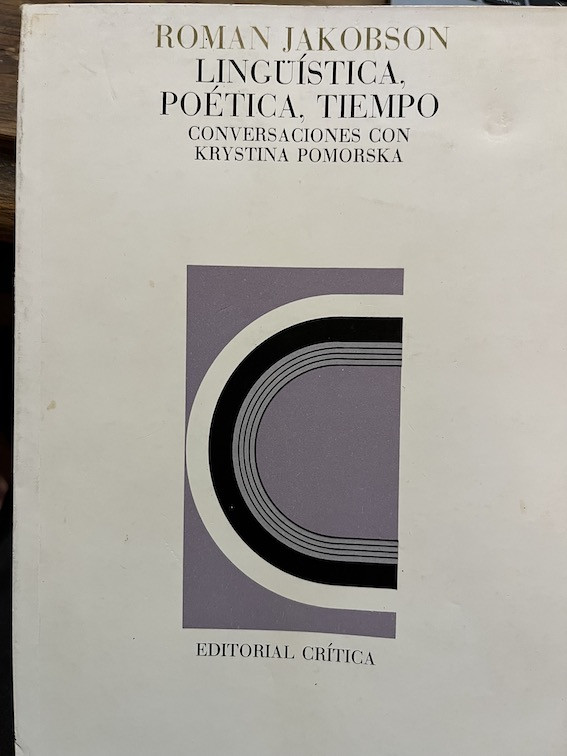 ROMAN JAKOBSON
LINGÜÍSTICA,
POÉTICA, TIEMPO
CONVERSACIONES CON
KRYSTINA POMORSKA
EDITORIAL CRÍTICA